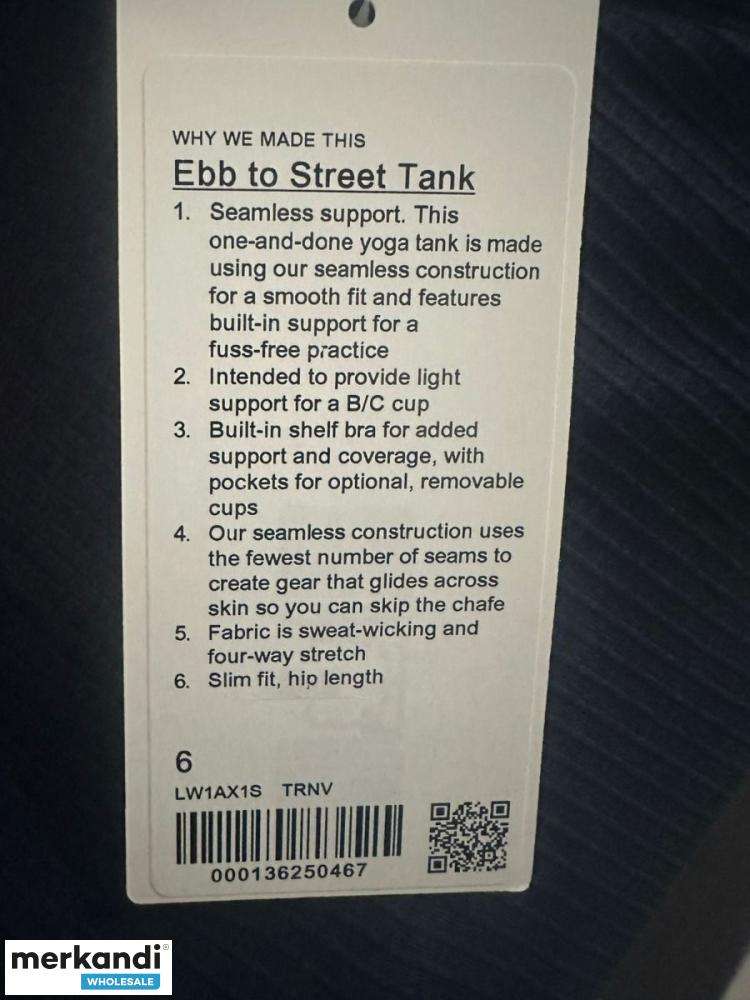 WHY WE MADE THIS
Ebb to Street Tank
1. Seamless support. This
one-and-done yoga tank is made
using our seamless construction
for a smooth fit and features
built-in support for a
fuss-free practice
2. Intended to provide light
support for a B/C cup
3. Built-in shelf bra for added
support and coverage, with
pockets for optional, removable
cups
4. Our seamless construction uses
the fewest number of seams to
create gear that glides across
skin so you can skip the chafe
5. Fabric is sweat-wicking and
four-way stretch
6. Slim fit, hip length
6
LW1AX1S TRNV
000136250467
merkandi®
WHOLESALE